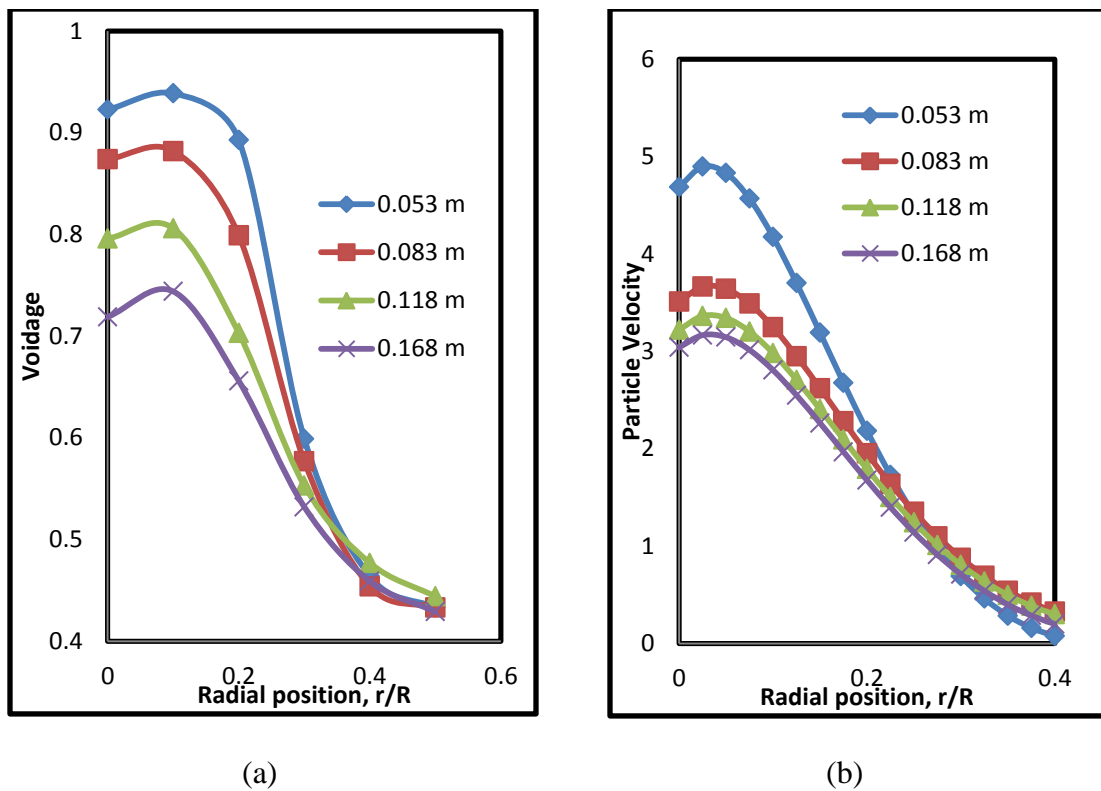 1
0.9
0.8
0.7
0.6
0.5
0.4
Voidage
0.053 m
0.083 m
0.118 m
0.168 m
0 0.2 0.4 0.6
Radial position, r/R
(a)
6
5
4
3
2
1
0
Particle Velocity
0.053 m
0.083 m
0.118 m
0.168 m
0 0.2 0.4
Radial position, r/R
(b)